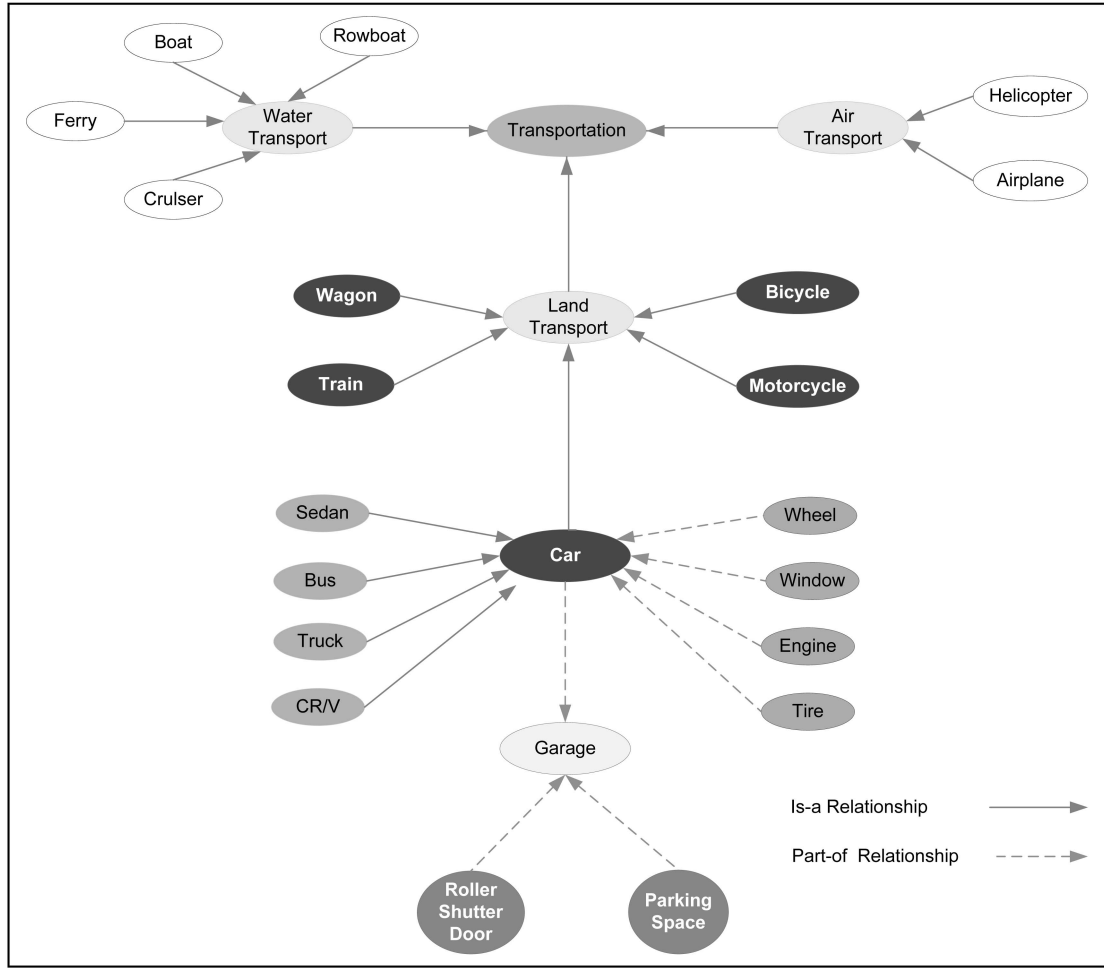 Boat
Rowboat
Ferry
Water
Transport
Transportation
Air
Transport
Helicopter
Airplane
Crulser
Wagon
Land
Transport
Bicycle
Train
Motorcycle
Sedan
Wheel
Car
Bus
Window
Truck
Engine
CR/V
Tire
Garage
Is-a Relationship
Part-of Relationship
Roller
Shutter
Door
Parking
Space